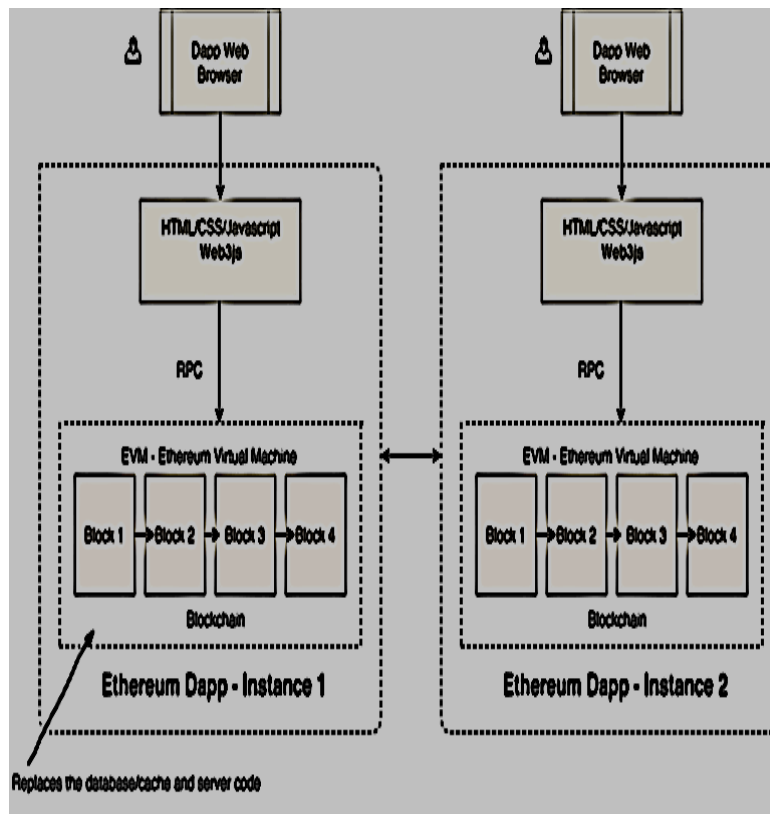 Dapp Web
Browser
HTML/CSS/Javascript
Web3js
RPC
EVM - Ethereum Virtual Machine
Block 1
Block 2
Block 3
Block 4
Blockchain
Ethereum Dapp - Instance 1
Dapp Web
Browser
HTML/CSS/Javascript
Web3js
RPC
EVM - Ethereum Virtual Machine
Block 1
Block 2
Block 3
Block 4
Blockchain
Ethereum Dapp - Instance 2
Replaces the database/cache and server code